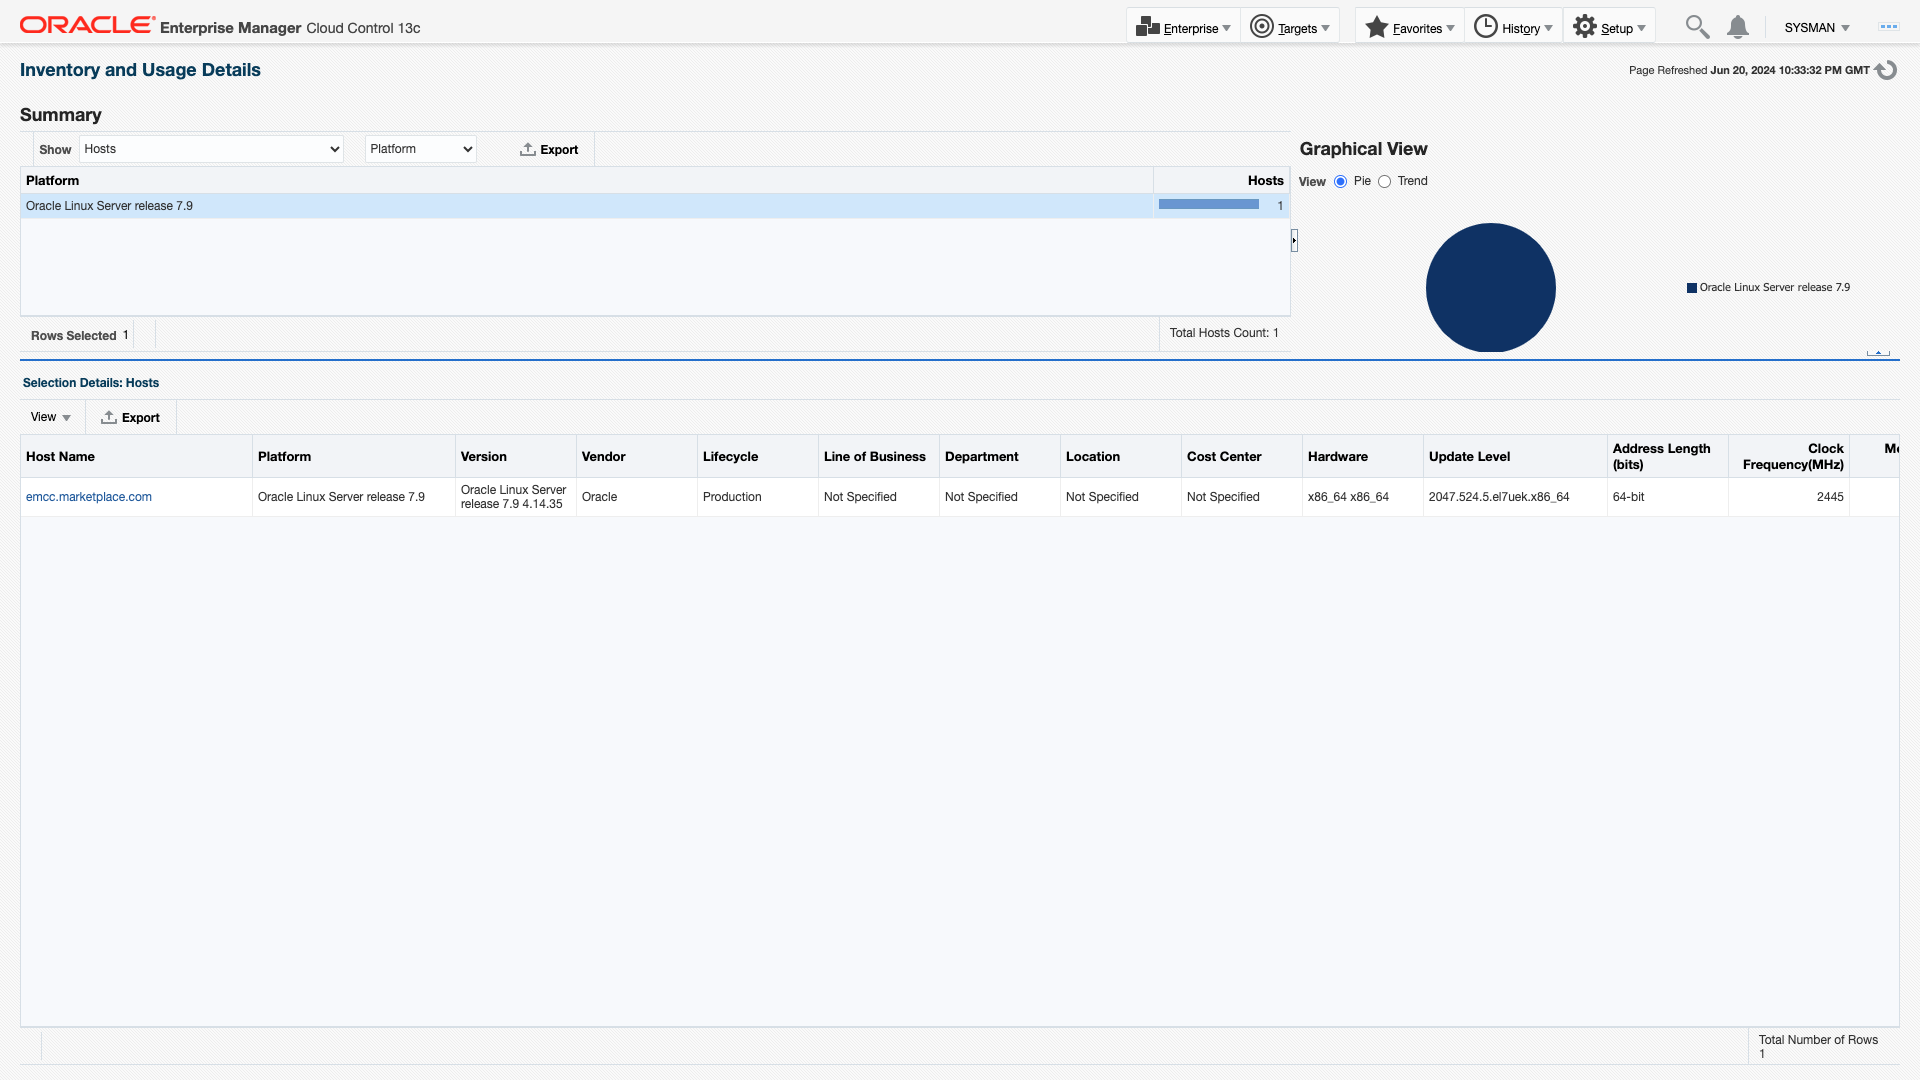 ORACLE Enterprise Manager Cloud Control 13c
Enterprise
Targets
Favorites
History
Setup
SYSMAN
Inventory and Usage Details
Page Refreshed Jun 20, 2024 10:33:32 PM GMT
Summary
Show Hosts Platform Export
Platform Hosts
Oracle Linux Server release 7.9 1
Rows Selected 1
Total Hosts Count: 1
Graphical View
View Pie Trend
Oracle Linux Server release 7.9
Selection Details: Hosts
View Export
Host Name Platform Version Vendor Lifecycle Line of Business Department Location Cost Center Hardware Update Level Address Length (bits) Clock Frequency(MHz)
emcc.marketplace.com Oracle Linux Server release 7.9 Oracle Linux Server release 7.9 4.14.35 Oracle Production Not Specified Not Specified Not Specified Not Specified x86_64 x86_64 2047.524.5.el7uek.x86_64 64-bit 2445
Total Number of Rows
1